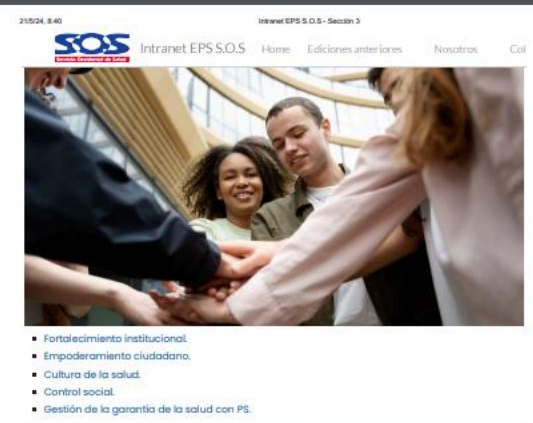 21/5/24, 8:40 Intranet EPS S.O.S - Sección 3
SOS
Servicio Occidental de Salud
Intranet EPS S.O.S Home Ediciones anteriores Nosotros Col
Fortalecimiento institucional.
Empoderamiento ciudadano.
Cultura de la salud.
Control social.
Gestión de la garantía de la salud con PS.